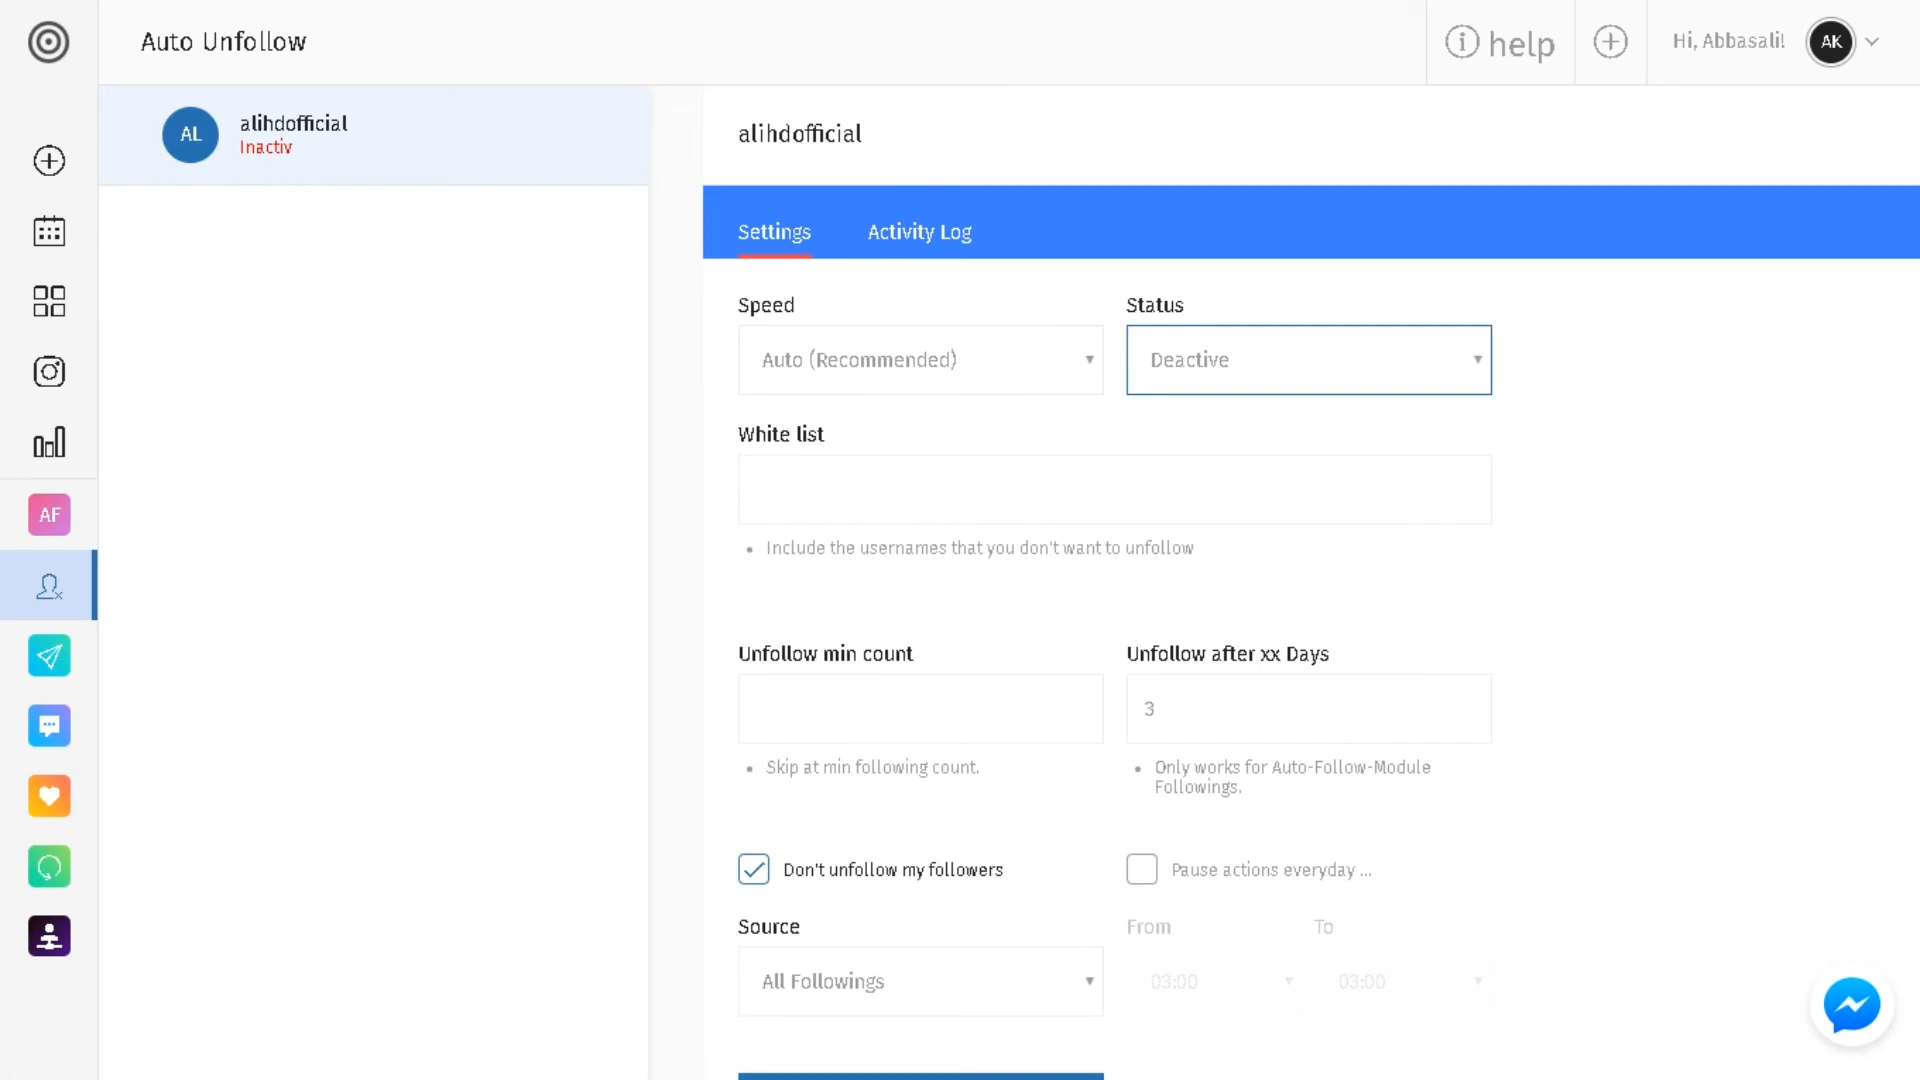 Auto Unfollow
help
Hi, Abbasali!
AK
AL
alihdofficial
Inactiv
alihdofficial
Settings
Activity Log
Speed
Status
Auto (Recommended)
Deactive
White list
Include the usernames that you don't want to unfollow
AF
Unfollow min count
Unfollow after xx Days
3
Skip at min following count.
Only works for Auto-Follow-Module
Followings.
Don't unfollow my followers
Pause actions everyday ...
Source
From
To
All Followings
03:00
03:00